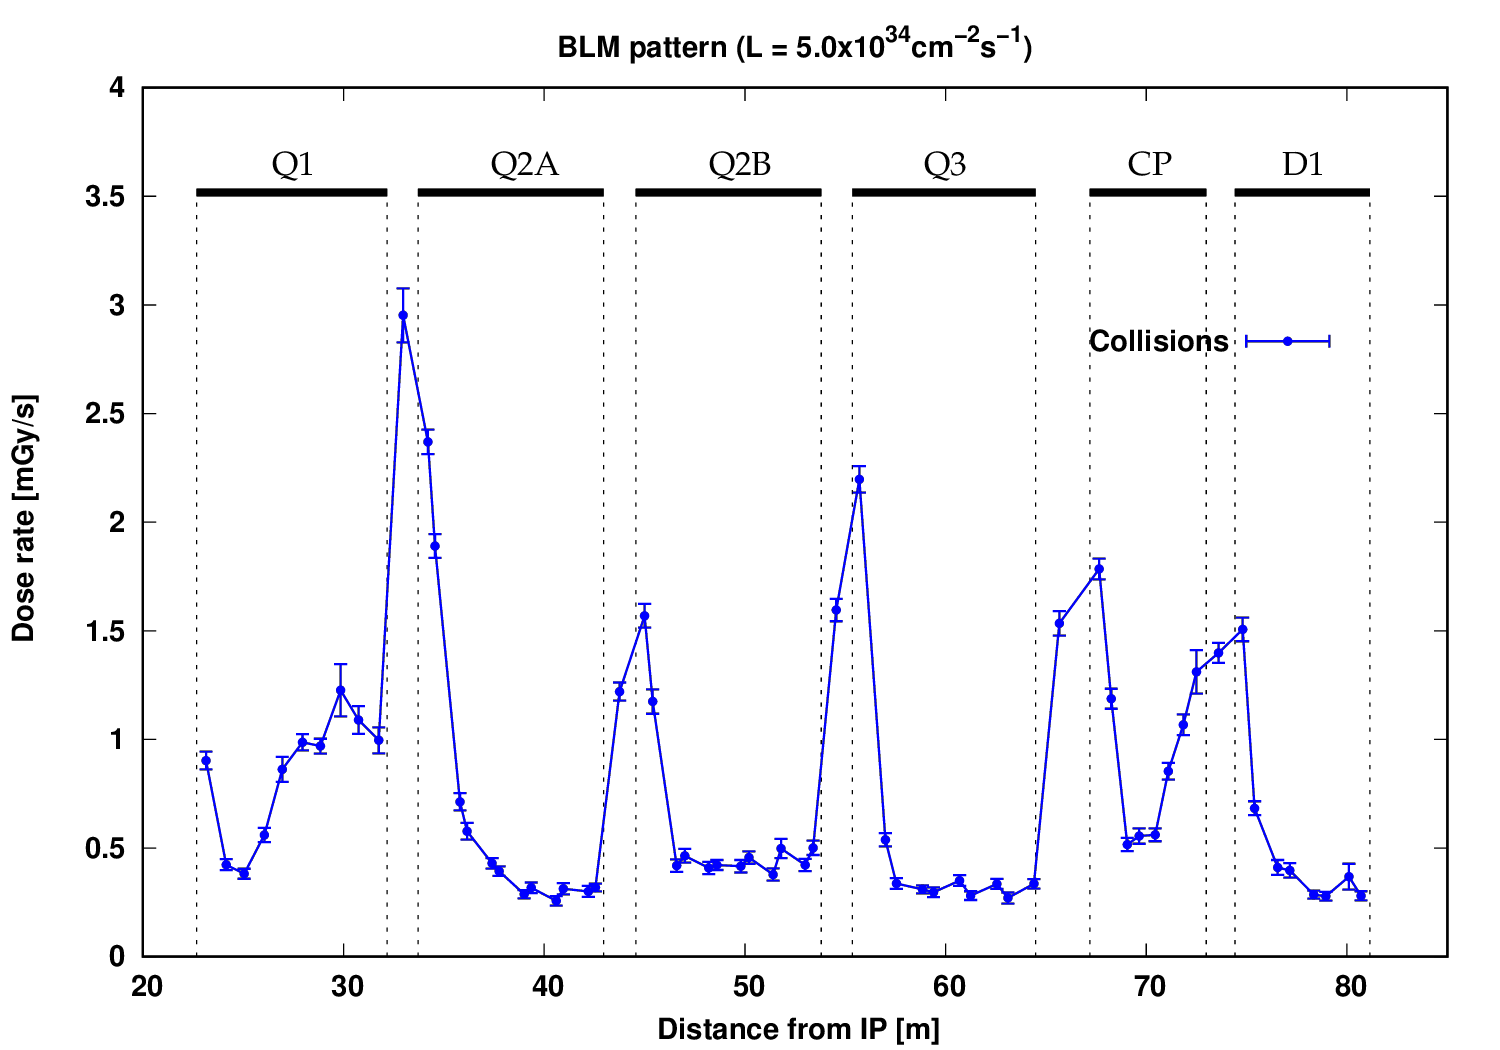 BLM pattern (L = 5.0x10³⁴cm⁻²s⁻¹)
4
3.5
3
2.5
2
1.5
1
0.5
0
Dose rate [mGy/s]
Q1 Q2A Q2B Q3 CP D1
Collisions
20 30 40 50 60 70 80
Distance from IP [m]